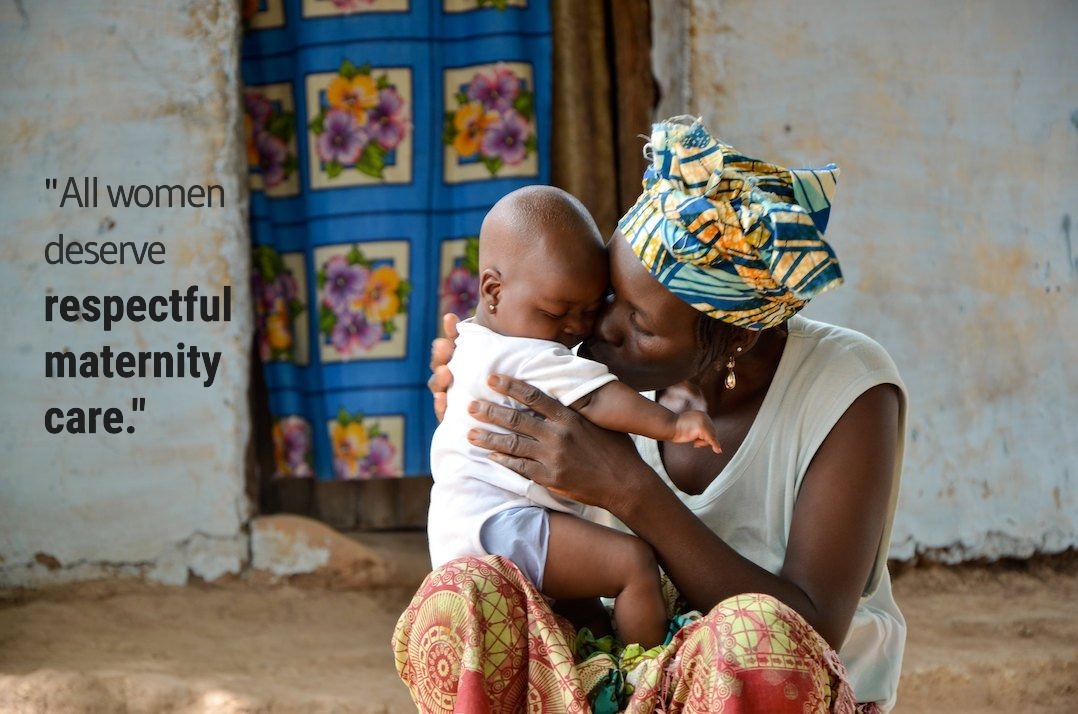 "All women
deserve
respectful
maternity
care."